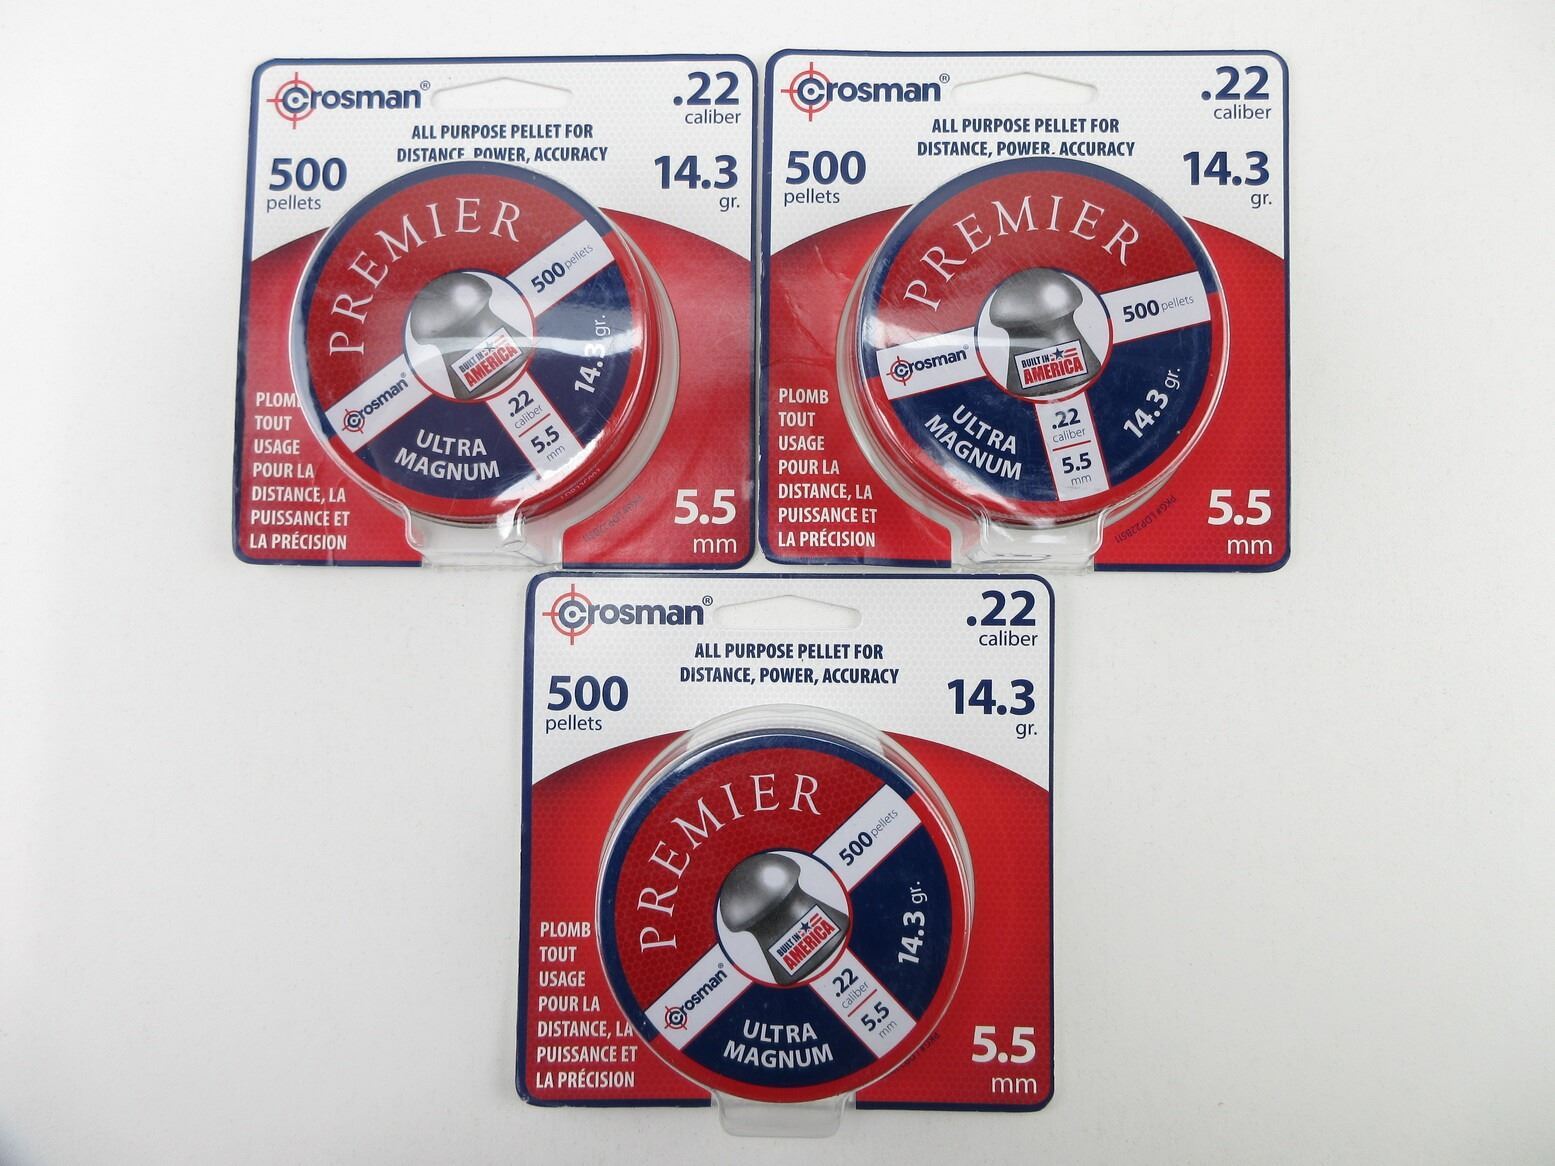 Crosman®
.22
caliber
ALL PURPOSE PELLET FOR
DISTANCE, POWER, ACCURACY
500
pellets
14.3
gr.
PREMIER
500 pellets
14.3 gr.
BUILT IN
AMERICA
Crosman®
.22
caliber
5.5
mm
ULTRA
MAGNUM
PLOMB
TOUT
USAGE
POUR LA
DISTANCE, LA
PUISSANCE ET
LA PRÉCISION
5.5
mm
Crosman®
.22
caliber
ALL PURPOSE PELLET FOR
DISTANCE, POWER, ACCURACY
500
pellets
14.3
gr.
PREMIER
500 pellets
14.3 gr.
BUILT IN
AMERICA
Crosman®
.22
caliber
5.5
mm
ULTRA
MAGNUM
PLOMB
TOUT
USAGE
POUR LA
DISTANCE, LA
PUISSANCE ET
LA PRÉCISION
5.5
mm
Crosman®
.22
caliber
ALL PURPOSE PELLET FOR
DISTANCE, POWER, ACCURACY
500
pellets
14.3
gr.
PREMIER
500 pellets
14.3 gr.
BUILT IN
AMERICA
Crosman®
.22
caliber
5.5
mm
ULTRA
MAGNUM
PLOMB
TOUT
USAGE
POUR LA
DISTANCE, LA
PUISSANCE ET
LA PRÉCISION
5.5
mm